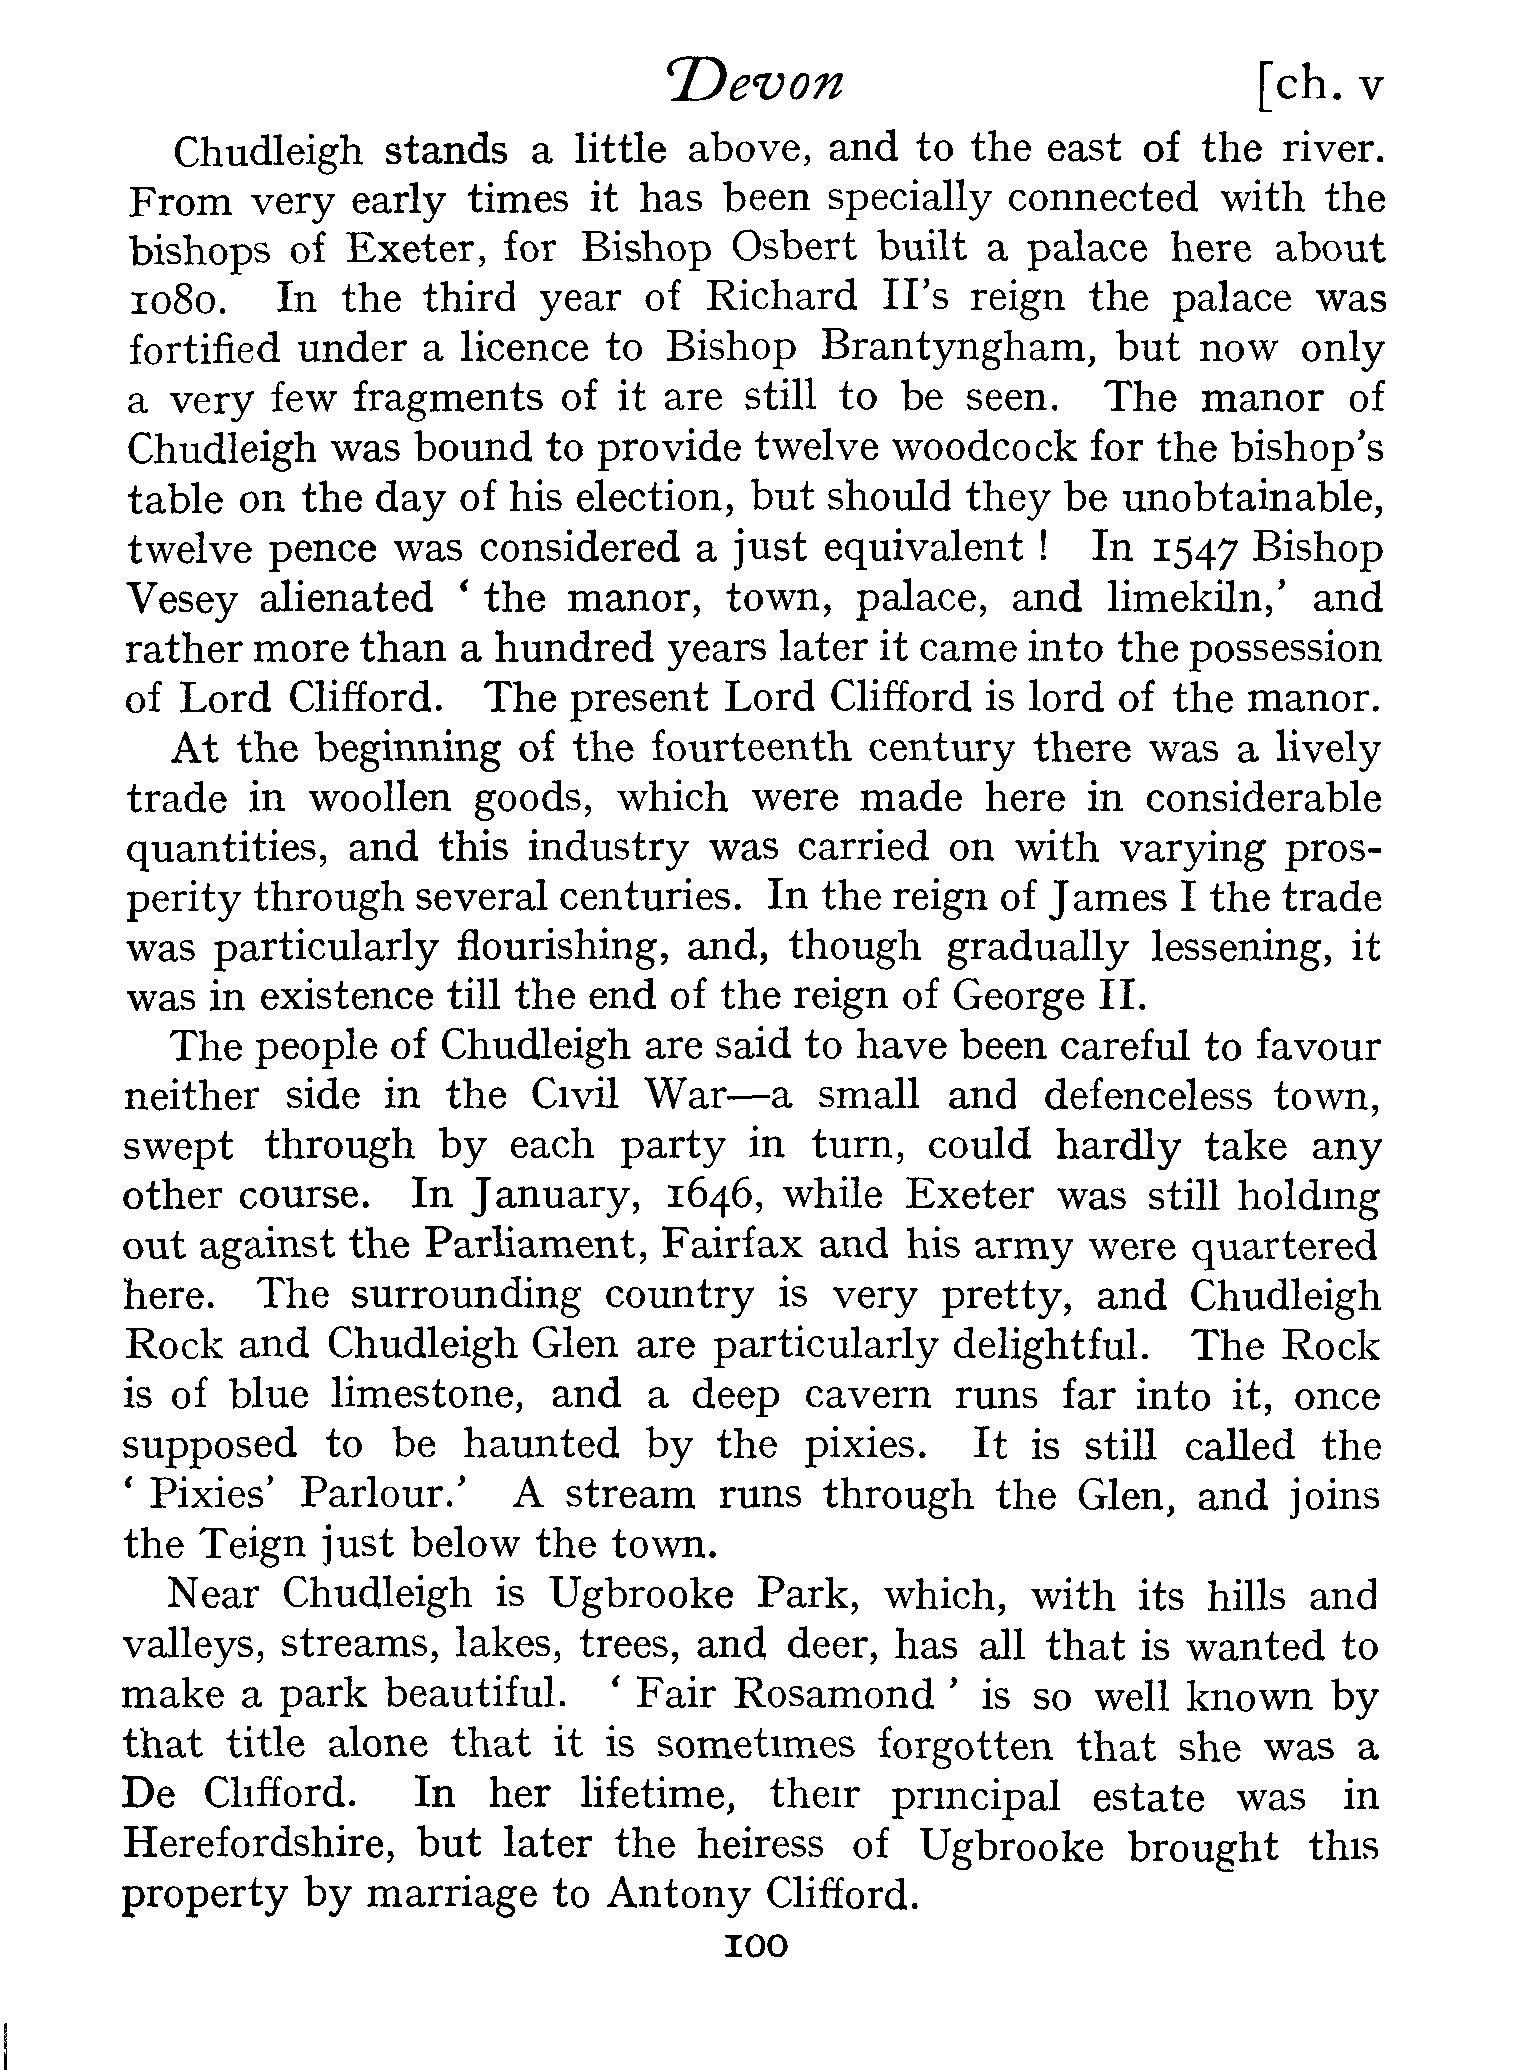 Devon [ch. v
Chudleigh stands a little above, and to the east of the river.
From very early times it has been specially connected with the
bishops of Exeter, for Bishop Osbert built a palace here about
1080. In the third year of Richard II's reign the palace was
fortified under a licence to Bishop Brantyngham, but now only
a very few fragments of it are still to be seen. The manor of
Chudleigh was bound to provide twelve woodcock for the bishop's
table on the day of his election, but should they be unobtainable,
twelve pence was considered a just equivalent ! In 1547 Bishop
Vesey alienated ‘ the manor, town, palace, and limekiln,’ and
rather more than a hundred years later it came into the possession
of Lord Clifford. The present Lord Clifford is lord of the manor.
At the beginning of the fourteenth century there was a lively
trade in woollen goods, which were made here in considerable
quantities, and this industry was carried on with varying pros-
perity through several centuries. In the reign of James I the trade
was particularly flourishing, and, though gradually lessening, it
was in existence till the end of the reign of George II.
The people of Chudleigh are said to have been careful to favour
neither side in the Civil War—a small and defenceless town,
swept through by each party in turn, could hardly take any
other course. In January, 1646, while Exeter was still holding
out against the Parliament, Fairfax and his army were quartered
here. The surrounding country is very pretty, and Chudleigh
Rock and Chudleigh Glen are particularly delightful. The Rock
is of blue limestone, and a deep cavern runs far into it, once
supposed to be haunted by the pixies. It is still called the
‘ Pixies’ Parlour.’ A stream runs through the Glen, and joins
the Teign just below the town.
Near Chudleigh is Ugbrooke Park, which, with its hills and
valleys, streams, lakes, trees, and deer, has all that is wanted to
make a park beautiful. ‘ Fair Rosamond ’ is so well known by
that title alone that it is sometimes forgotten that she was a
De Clifford. In her lifetime, their principal estate was in
Herefordshire, but later the heiress of Ugbrooke brought this
property by marriage to Antony Clifford.
100